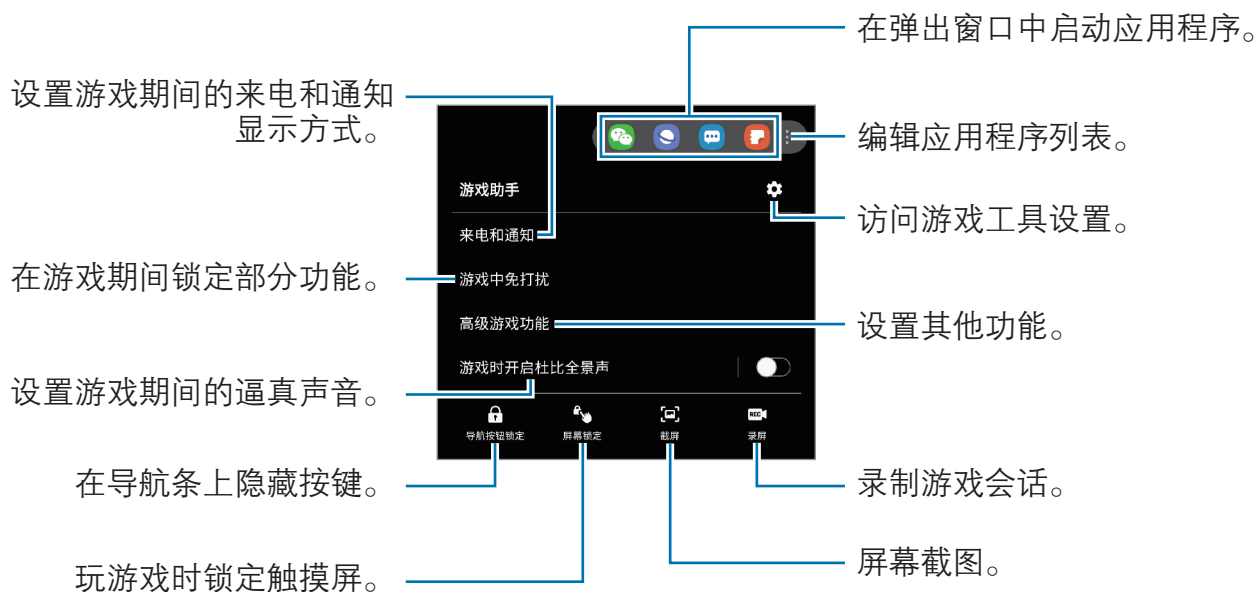 在弹出窗口中启动应用程序。
设置游戏期间的来电和通知
显示方式。
编辑应用程序列表。
游戏助手
访问游戏工具设置。
来电和通知
在游戏期间锁定部分功能。
游戏中免打扰
高级游戏功能
设置其他功能。
游戏时开启杜比全景声
设置游戏期间的逼真声音。
REC
导航按钮锁定
屏幕锁定
截屏
录屏
在导航条上隐藏按键。
录制游戏会话。
玩游戏时锁定触摸屏。
屏幕截图。